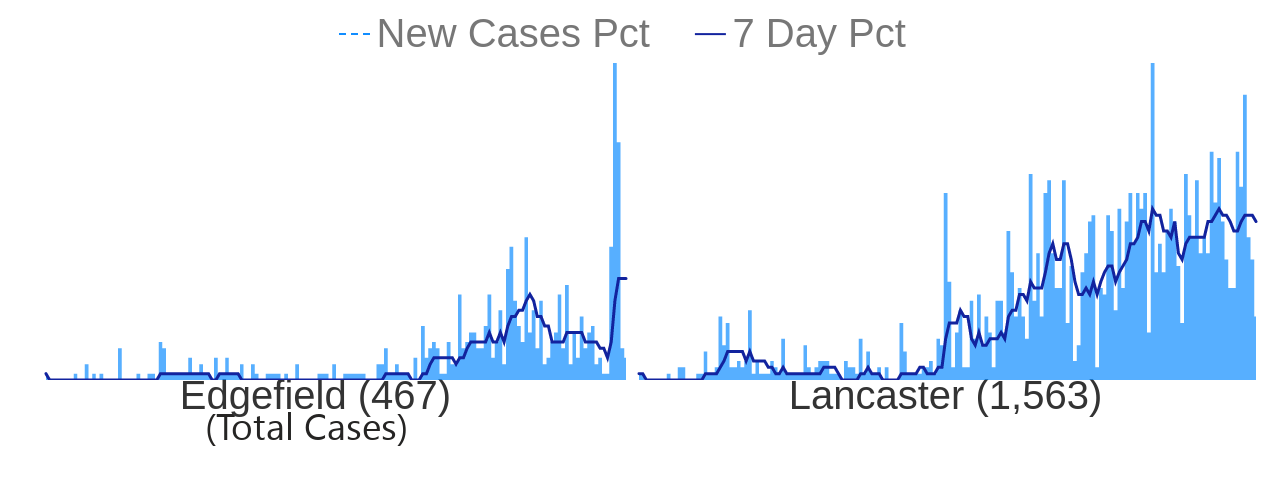 New Cases Pct 7 Day Pct
Edgefield (467) Lancaster (1,563)
(Total Cases)